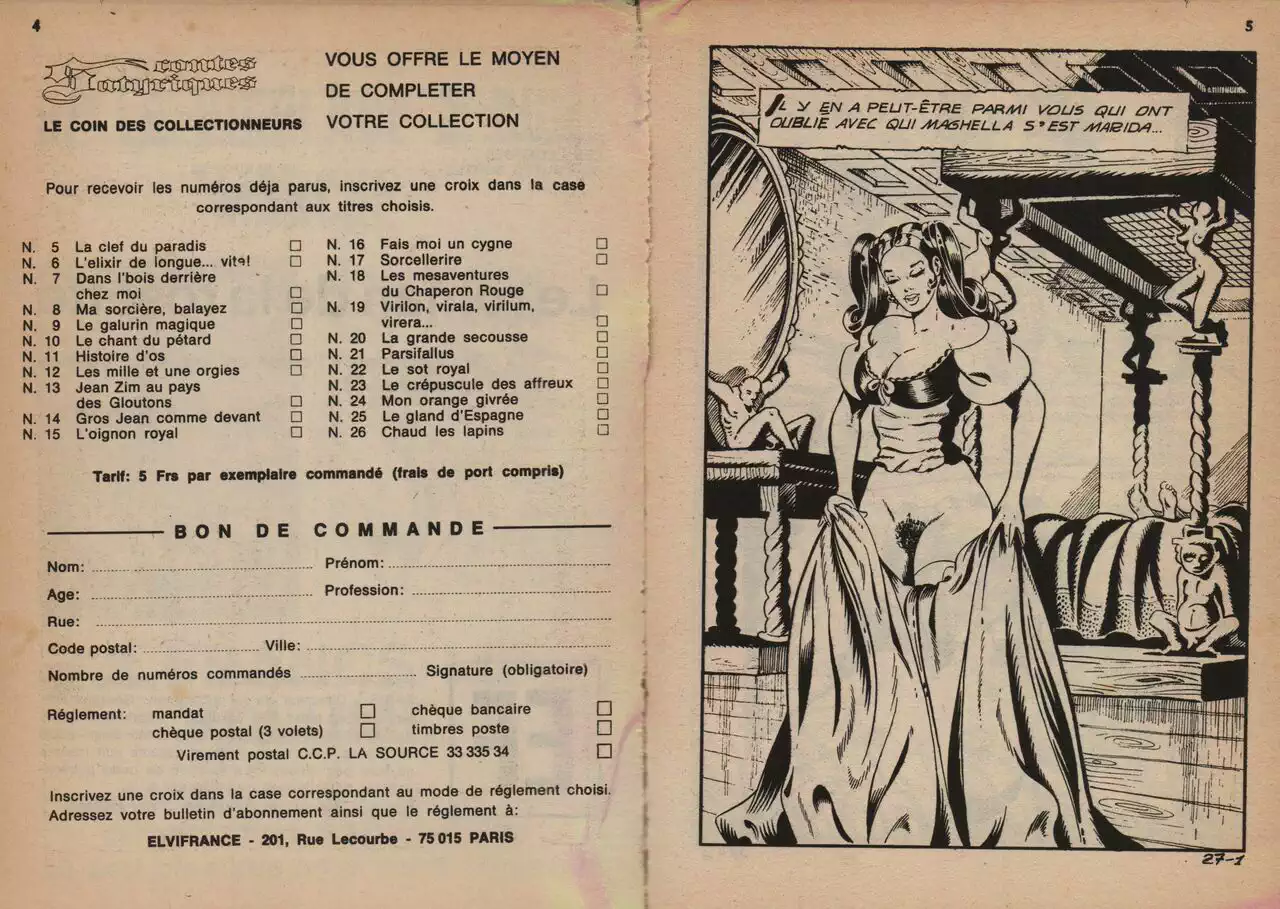 4
contes
Satyriques
LE COIN DES COLLECTIONNEURS
VOUS OFFRE LE MOYEN
DE COMPLETER
VOTRE COLLECTION
Pour recevoir les numéros déja parus, inscrivez une croix dans la case
correspondant aux titres choisis.
N. 5 La clef du paradis
N. 6 L'elixir de longue... vital
N. 7 Dans l'bois derrière
chez moi
N. 8 Ma sorcière, balayez
N. 9 Le galurin magique
N. 10 Le chant du pétard
N. 11 Histoire d'os
N. 12 Les mille et une orgies
N. 13 Jean Zim au pays
des Gloutons
N. 14 Gros Jean comme devant
N. 15 L'oignon royal
N. 16 Fais moi un cygne
N. 17 Sorcellerire
N. 18 Les mesaventures
du Chaperon Rouge
N. 19 Virilon, virala, virilum,
virera...
N. 20 La grande secousse
N. 21 Parsifallus
N. 22 Le sot royal
N. 23 Le crépuscule des affreux
N. 24 Mon orange givrée
N. 25 Le gland d'Espagne
N. 26 Chaud les lapins
Tarif: 5 Frs par exemplaire commandé (frais de port compris)
BON DE COMMANDE
Nom: Prénom:
Age: Profession:
Rue:
Code postal: Ville:
Nombre de numéros commandés Signature (obligatoire)
Réglement: mandat chèque bancaire
chèque postal (3 volets) timbres poste
Virement postal C.C.P. LA SOURCE 33 335 34
Inscrivez une croix dans la case correspondant au mode de réglement choisi.
Adressez votre bulletin d'abonnement ainsi que le réglement à:
ELVIFRANCE - 201, Rue Lecourbe - 75 015 PARIS
5
IL Y EN A PEUT-ÊTRE PARMI VOUS QUI ONT
OUBLIE AVEC QUI MAGHELLA S'EST MARIDA...
27-1